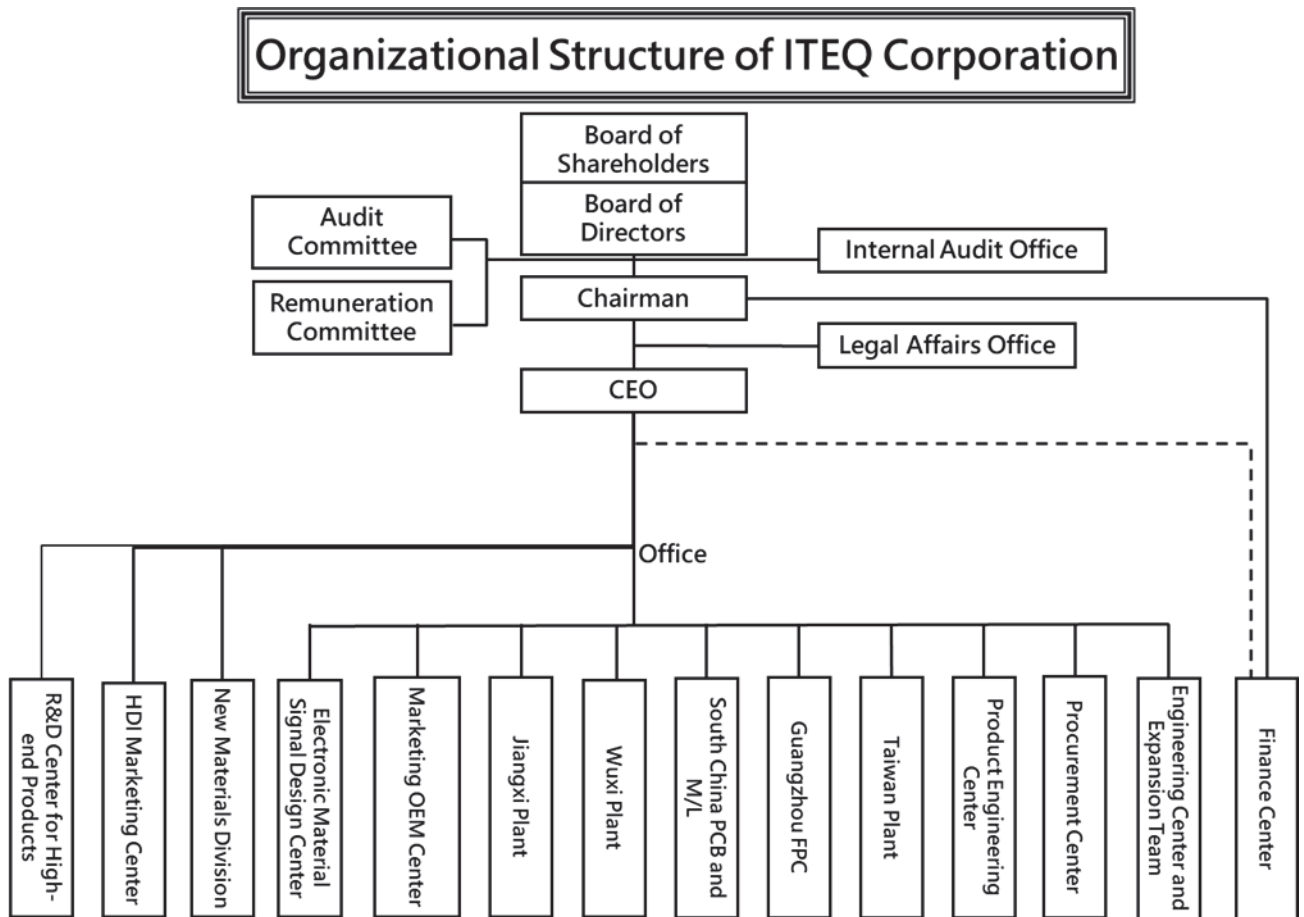 Organizational Structure of ITEQ Corporation
Board of
Shareholders
Board of
Directors
Audit
Committee
Internal Audit Office
Remuneration
Committee
Chairman
Legal Affairs Office
CEO
Office
R&D Center for High-
end Products
HDI Marketing Center
New Materials Division
Electronic Material
Signal Design Center
Marketing OEM Center
Jiangxi Plant
Wuxi Plant
South China PCB and
M/L
Guangzhou FPC
Taiwan Plant
Product Engineering
Center
Procurement Center
Engineering Center and
Expansion Team
Finance Center